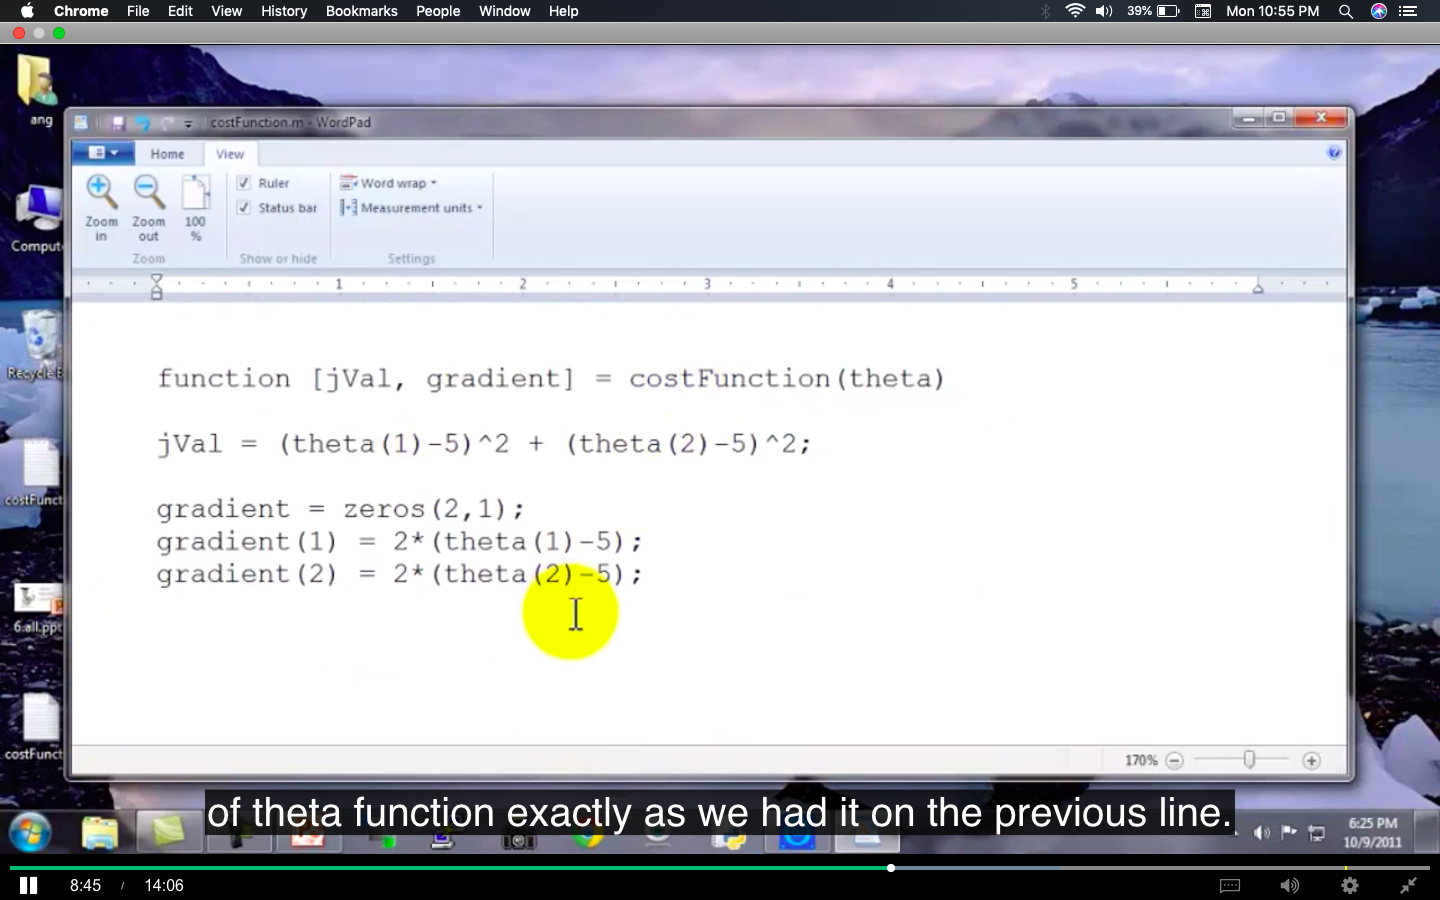 Chrome File Edit View History Bookmarks People Window Help 39% Mon 10:55 PM
ang
costFunction.m - WordPad
Home View
Ruler Word wrap
Status bar Measurement units
Zoom in
Zoom out
100 %
Zoom Show or hide Settings
Comput
1 2 3 4 5
Recycle B
function [jVal, gradient] = costFunction(theta)
jVal = (theta(1)-5)^2 + (theta(2)-5)^2;
gradient = zeros(2,1);
gradient(1) = 2*(theta(1)-5);
gradient(2) = 2*(theta(2)-5);
costFunct
6.all.ppt
costFunct
170%
of theta function exactly as we had it on the previous line.
6:25 PM
10/9/2011
8:45 / 14:06